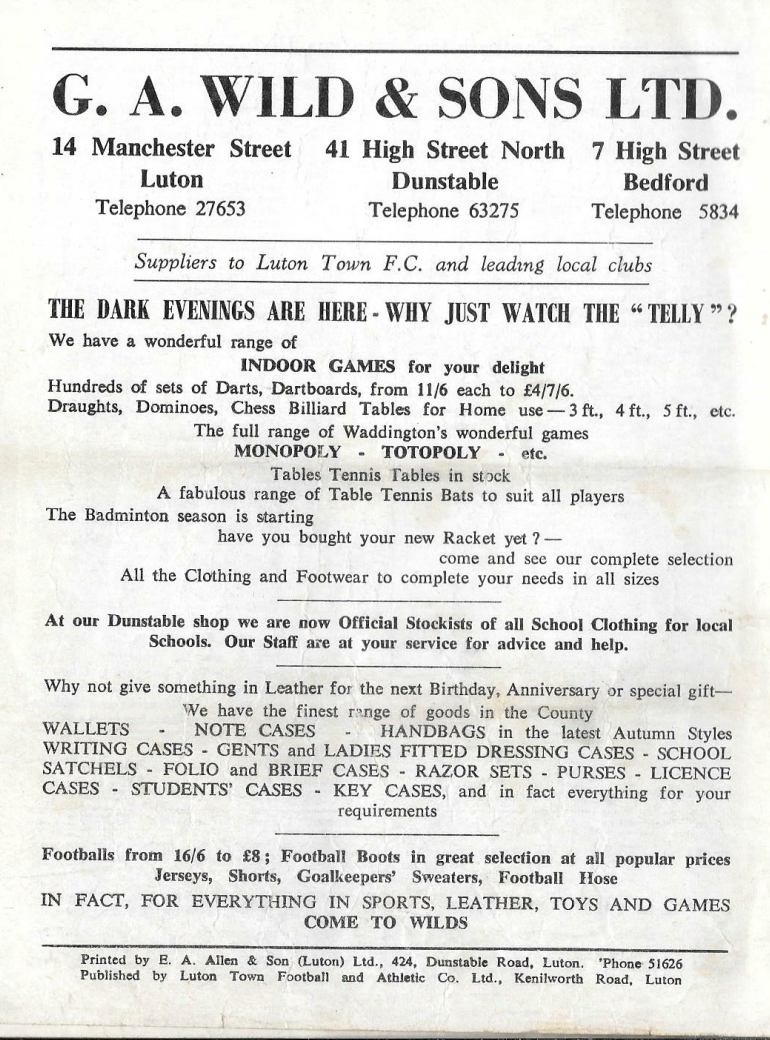 G. A. WILD & SONS LTD.
14 Manchester Street 41 High Street North 7 High Street
Luton Dunstable Bedford
Telephone 27653 Telephone 63275 Telephone 5834
Suppliers to Luton Town F.C. and leading local clubs
THE DARK EVENINGS ARE HERE - WHY JUST WATCH THE “ TELLY ” ?
We have a wonderful range of
INDOOR GAMES for your delight
Hundreds of sets of Darts, Dartboards, from 11/6 each to £4/7/6.
Draughts, Dominoes, Chess Billiard Tables for Home use — 3 ft., 4 ft., 5 ft., etc.
The full range of Waddington's wonderful games
MONOPOLY - TOTOPOLY - etc.
Tables Tennis Tables in stock
A fabulous range of Table Tennis Bats to suit all players
The Badminton season is starting
have you bought your new Racket yet ? —
come and see our complete selection
All the Clothing and Footwear to complete your needs in all sizes
At our Dunstable shop we are now Official Stockists of all School Clothing for local
Schools. Our Staff are at your service for advice and help.
Why not give something in Leather for the next Birthday, Anniversary or special gift—
We have the finest range of goods in the County
WALLETS - NOTE CASES - HANDBAGS in the latest Autumn Styles
WRITING CASES - GENTS and LADIES FITTED DRESSING CASES - SCHOOL
SATCHELS - FOLIO and BRIEF CASES - RAZOR SETS - PURSES - LICENCE
CASES - STUDENTS' CASES - KEY CASES, and in fact everything for your
requirements
Footballs from 16/6 to £8 ; Football Boots in great selection at all popular prices
Jerseys, Shorts, Goalkeepers' Sweaters, Football Hose
IN FACT, FOR EVERYTHING IN SPORTS, LEATHER, TOYS AND GAMES
COME TO WILDS
Printed by E. A. Allen & Son (Luton) Ltd., 424, Dunstable Road, Luton. 'Phone 51626
Published by Luton Town Football and Athletic Co. Ltd., Kenilworth Road, Luton